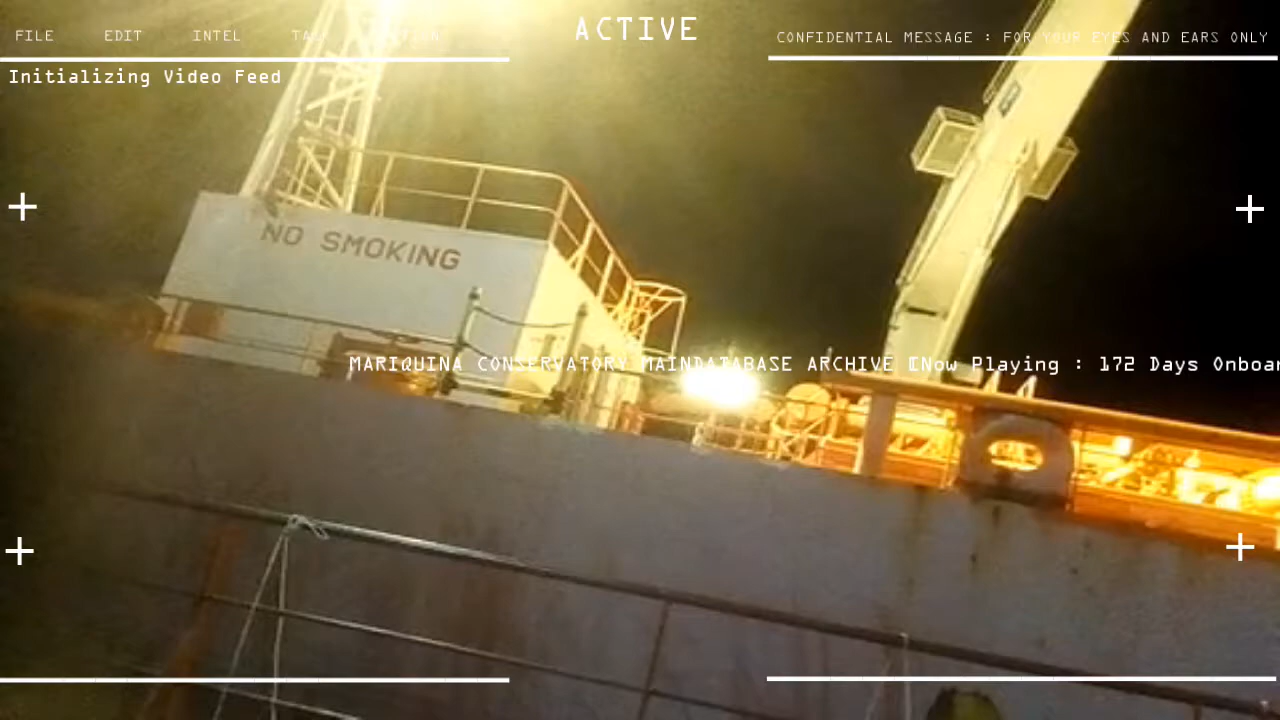 FILE EDIT INTEL
ACTIVE
CONFIDENTIAL MESSAGE : FOR YOUR EYES AND EARS ONLY
Initializing Video Feed
NO SMOKING
MARIQUINA CONSERVATORY MAINDATABASE ARCHIVE [Now Playing : 172 Days Onboar